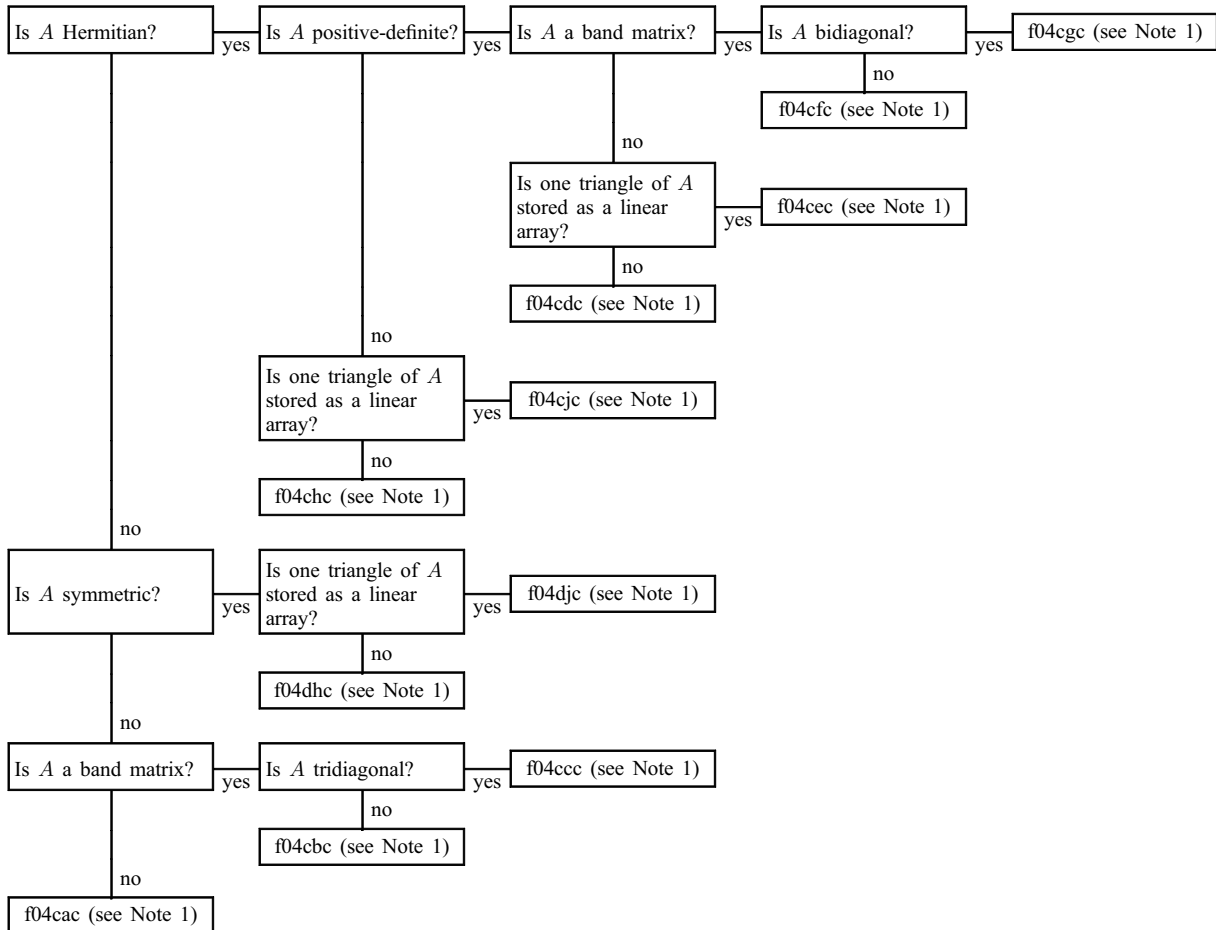 Is A Hermitian?
yes
Is A positive-definite?
yes
Is A a band matrix?
yes
Is A bidiagonal?
yes
f04cgc (see Note 1)
no
f04cfc (see Note 1)
no
Is one triangle of A
stored as a linear
array?
yes
f04cec (see Note 1)
no
f04cdc (see Note 1)
no
Is one triangle of A
stored as a linear
array?
yes
f04cjc (see Note 1)
no
f04chc (see Note 1)
no
Is A symmetric?
yes
Is one triangle of A
stored as a linear
array?
yes
f04djc (see Note 1)
no
f04dhc (see Note 1)
no
Is A a band matrix?
yes
Is A tridiagonal?
yes
f04ccc (see Note 1)
no
f04cbc (see Note 1)
no
f04cac (see Note 1)